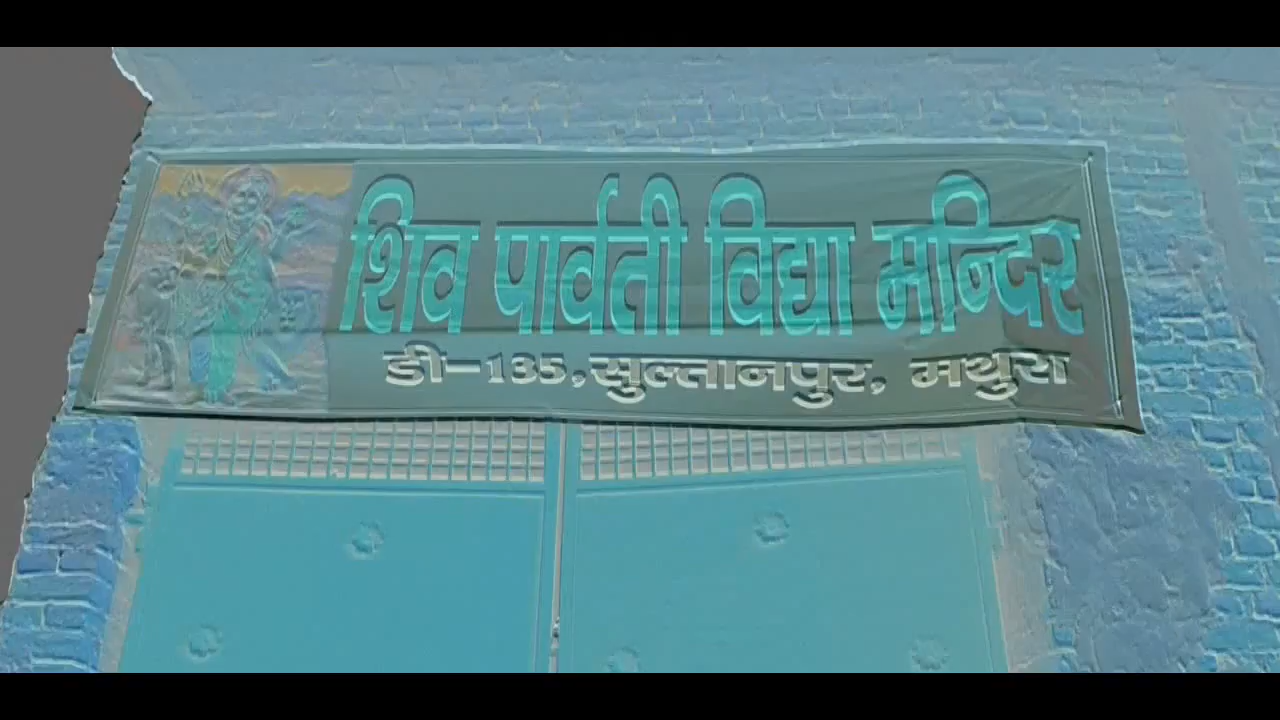 शिव पार्वती विद्या मन्दिर
डी-135, सुल्तानपुर, मथुरा